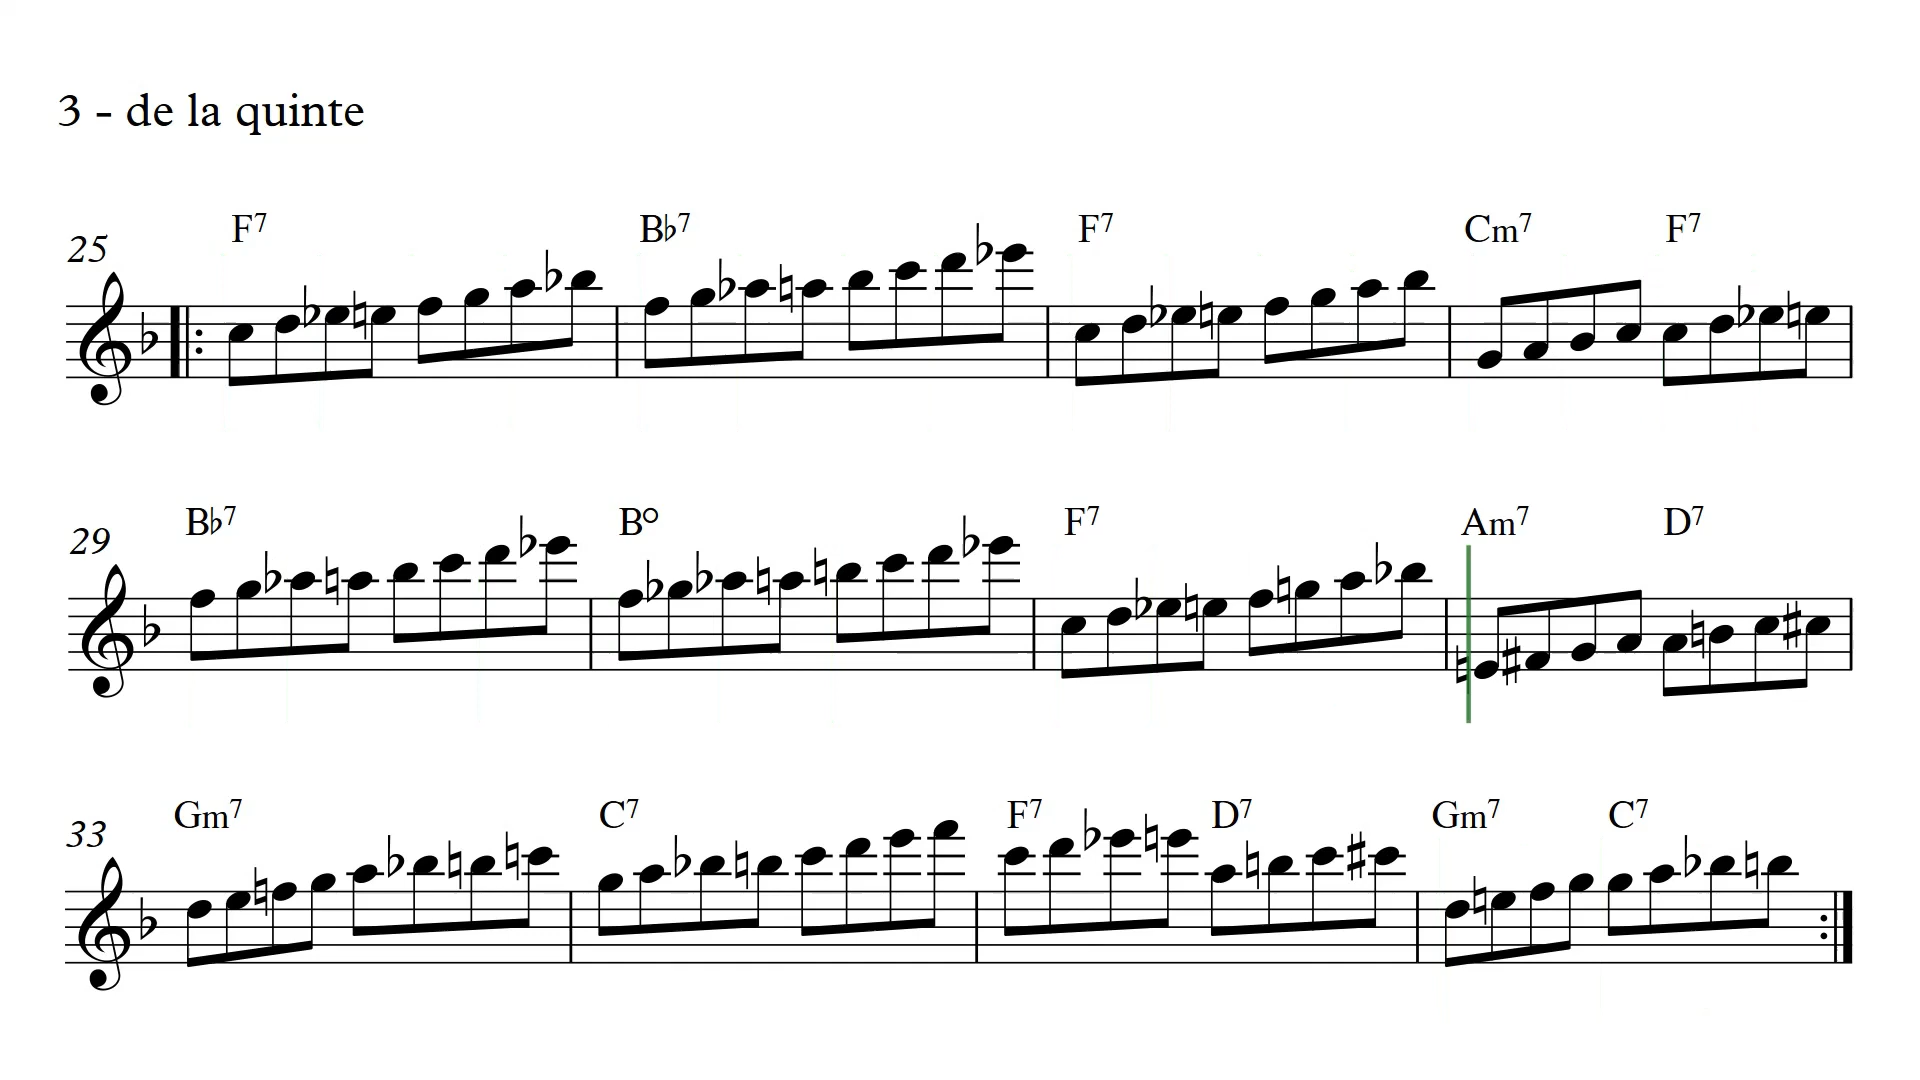 3 - de la quinte
F7 B♭7 F7 Cm7 F7
25
B♭7 B° F7 Am7 D7
29
Gm7 C7 F7 D7 Gm7 C7
33